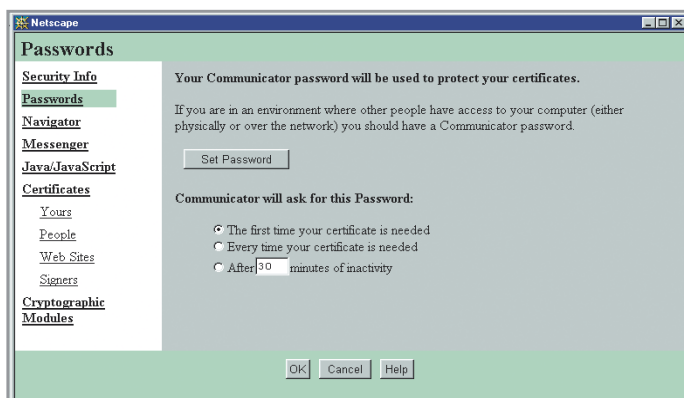 Netscape
Passwords
Security Info
Passwords
Navigator
Messenger
Java/JavaScript
Certificates
Yours
People
Web Sites
Signers
Cryptographic
Modules
Your Communicator password will be used to protect your certificates.
If you are in an environment where other people have access to your computer (either
physically or over the network) you should have a Communicator password.
Set Password
Communicator will ask for this Password:
The first time your certificate is needed
Every time your certificate is needed
After 30 minutes of inactivity
OK Cancel Help